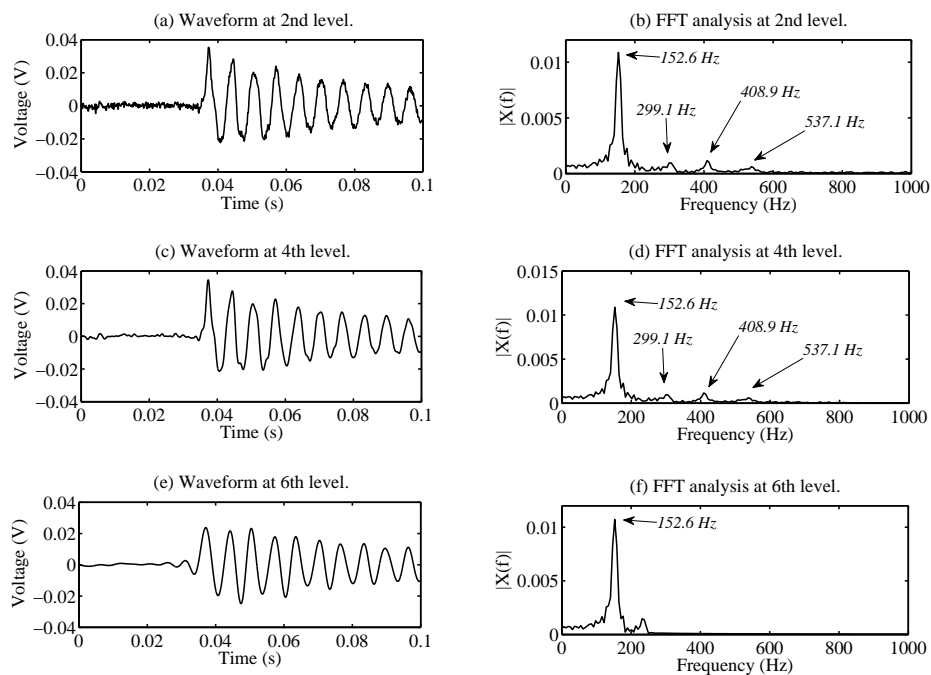 (a) Waveform at 2nd level.
0.04
0.02
0
−0.02
−0.04
Voltage (V)
0 0.02 0.04 0.06 0.08 0.1
Time (s)
(b) FFT analysis at 2nd level.
152.6 Hz
299.1 Hz
408.9 Hz
537.1 Hz
0.01
0.005
0
|X(f)|
0 200 400 600 800 1000
Frequency (Hz)
(c) Waveform at 4th level.
0.04
0.02
0
−0.02
−0.04
Voltage (V)
0 0.02 0.04 0.06 0.08 0.1
Time (s)
(d) FFT analysis at 4th level.
152.6 Hz
299.1 Hz
408.9 Hz
537.1 Hz
0.015
0.01
0.005
0
|X(f)|
0 200 400 600 800 1000
Frequency (Hz)
(e) Waveform at 6th level.
0.04
0.02
0
−0.02
−0.04
Voltage (V)
0 0.02 0.04 0.06 0.08 0.1
Time (s)
(f) FFT analysis at 6th level.
152.6 Hz
0.01
0.005
0
|X(f)|
0 200 400 600 800 1000
Frequency (Hz)